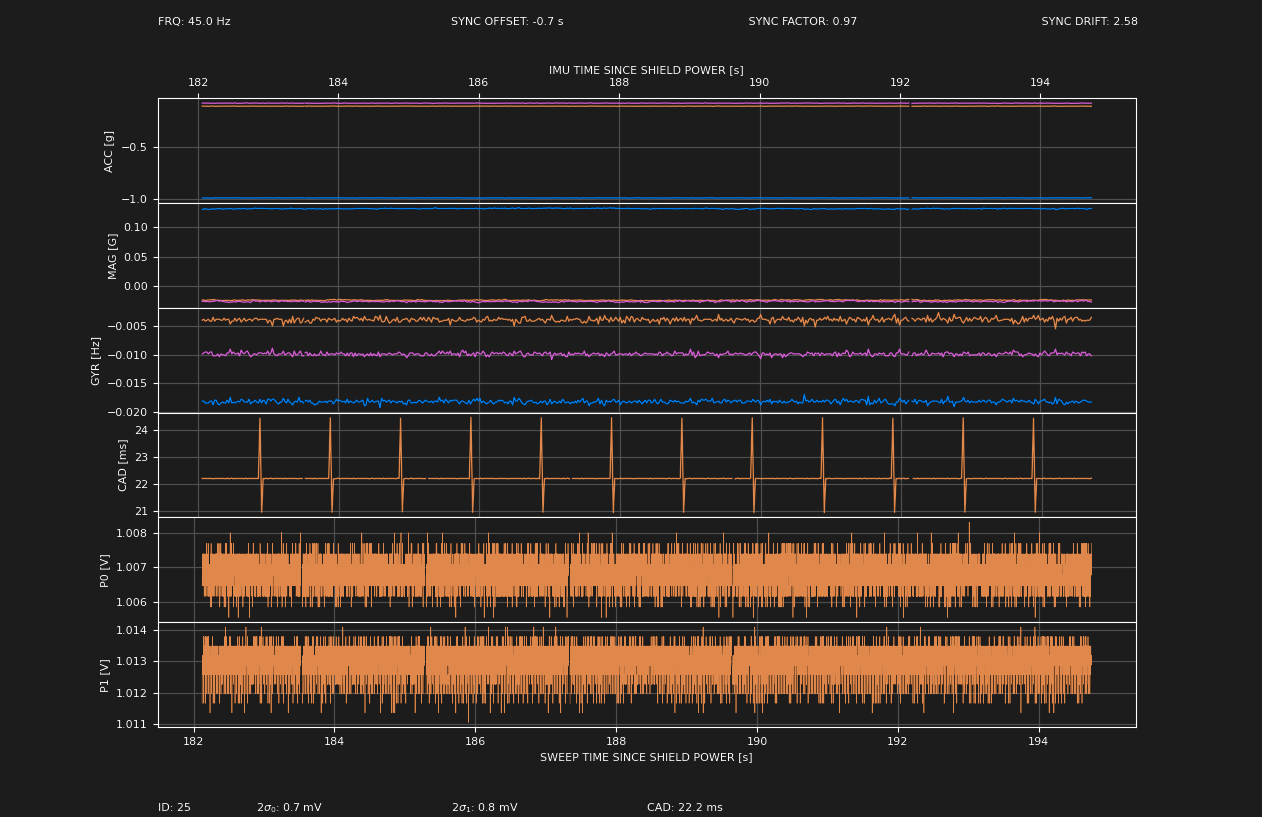 FRQ: 45.0 Hz SYNC OFFSET: -0.7 s SYNC FACTOR: 0.97 SYNC DRIFT: 2.58
IMU TIME SINCE SHIELD POWER [s]
182 184 186 188 190 192 194
ACC [g]
−0.5
−1.0
MAG [G]
0.10
0.05
0.00
GYR [Hz]
−0.005
−0.010
−0.015
−0.020
CAD [ms]
24
23
22
21
P0 [V]
1.008
1.007
1.006
P1 [V]
1.014
1.013
1.012
1.011
182 184 186 188 190 192 194
SWEEP TIME SINCE SHIELD POWER [s]
ID: 25 2σ₀: 0.7 mV 2σ₁: 0.8 mV CAD: 22.2 ms